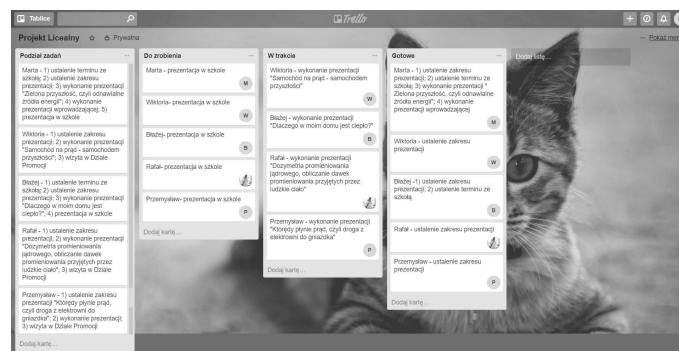 Tablice
Trello
Projekt Licealny
Prywatna
Pokaż men
Podział zadań
Marta - 1) ustalenie terminu ze
szkołą; 2) ustalenie zakresu
prezentacji; 3) wykonanie prezentacji
"Zielona przyszłość, czyli odnawialne
źródła energii"; 4) wykonanie
prezentacji wprowadzającej; 5)
prezentacja w szkole
Wiktoria - 1) ustalenie zakresu
prezentacji; 2) wykonanie prezentacji
"Samochód na prąd - samochodem
przyszłości"; 3) wizyta w Dziale
Promocji
Błażej - 1) ustalenie terminu ze
szkołą; 2) ustalenie zakresu
prezentacji; 3) wykonanie prezentacji
"Dlaczego w moim domu jest
ciepło?"; 4) prezentacja w szkole
Rafał - 1) ustalenie zakresu
prezentacji; 2) wykonanie prezentacji
"Dozymetria promieniowania
jądrowego, obliczanie dawek
promieniowania przyjętych przez
ludzkie ciało"; 3) wizyta w Dziale
Promocji
Przemysław - 1) ustalenie zakresu
prezentacji "Którędy płynie prąd,
czyli droga z elektrowni do
gniazdka"; 2) wykonanie prezentacji;
3) wizyta w Dziale Promocji
Dodaj kartę...
Do zrobienia
Marta - prezentacja w szkole
M
Wiktoria- prezentacja w szkole
W
Błażej- prezentacja w szkole
B
Rafał- prezentacja w szkole
Przemysław- prezentacja w szkole
P
Dodaj kartę...
W trakcie
Wiktoria - wykonanie prezentacji
"Samochód na prąd - samochodem
przyszłości"
W
Błażej - wykonanie prezentacji
"Dlaczego w moim domu jest ciepło?"
B
Rafał - wykonanie prezentacji
"Dozymetria promieniowania
jądrowego, obliczanie dawek
promieniowania przyjętych przez
ludzkie ciało"
Przemysław - wykonanie prezentacji
"Którędy płynie prąd, czyli droga z
elektrowni do gniazdka"
P
Dodaj kartę...
Gotowe
Marta - 1) ustalenie terminu ze
szkołą; 2) ustalenie zakresu
prezentacji; 3) wykonanie prezentacji "
Zielona przyszłość, czyli odnawialne
źródła energii"; 4) wykonanie
prezentacji wprowadzającej
M
Wiktoria - ustalenie zakresu
prezentacji
W
Błażej -1) ustalenie zakresu
prezentacji; 2) ustalenie terminu ze
szkołą
B
Rafał - ustalenie zakresu prezentacji
Przemysław - ustalenie zakresu
prezentacji
P
Dodaj kartę...
Dodaj listę...